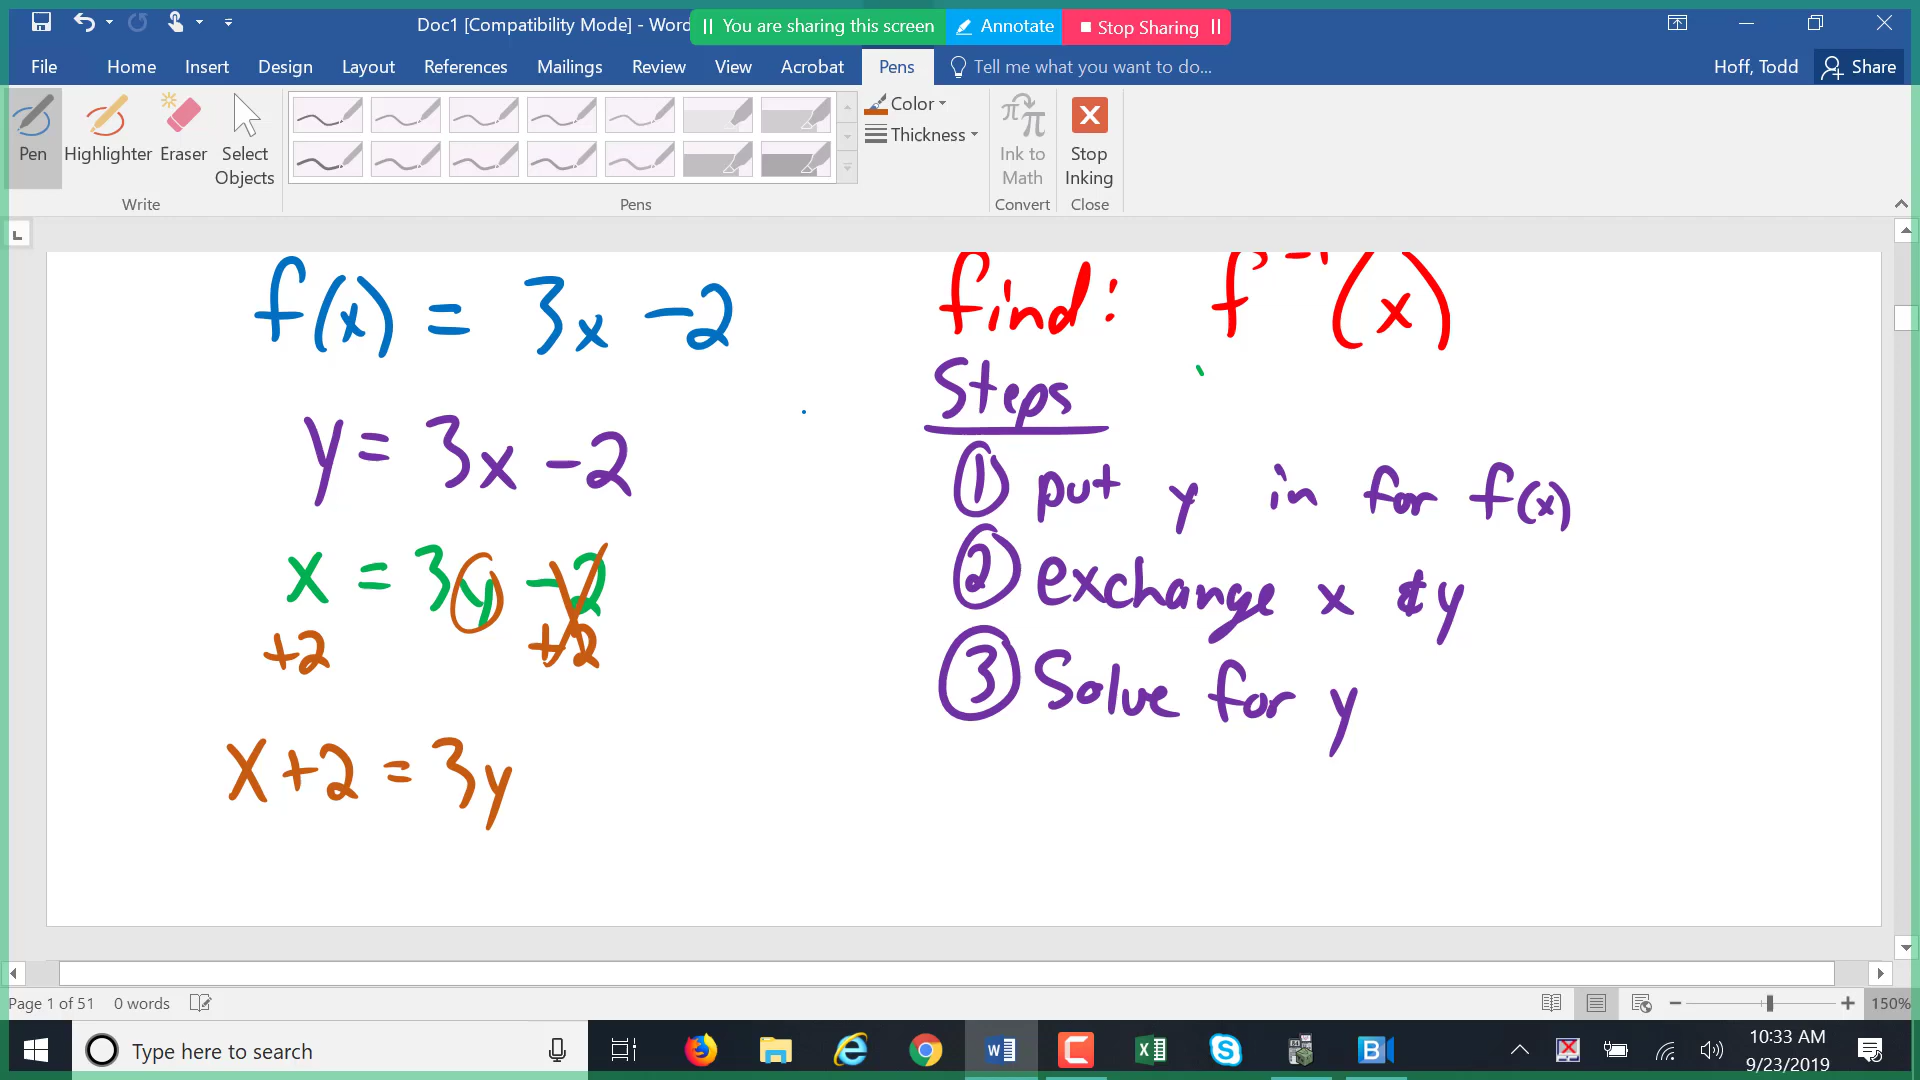 Doc1 [Compatibility Mode] - Word
You are sharing this screen
Annotate
Stop Sharing
File Home Insert Design Layout References Mailings Review View Acrobat Pens Tell me what you want to do... Hoff, Todd Share
Pen Highlighter Eraser Select Objects
Color
Thickness
Ink to Math
Stop Inking
Write Pens Convert Close
f(x) = 3x -2
y = 3x -2
x = 3y -2
+2 +2
x+2 = 3y
find: f⁻¹(x)
Steps
① put y in for f(x)
② exchange x & y
③ Solve for y
Page 1 of 51 0 words 150%
Type here to search
10:33 AM
9/23/2019